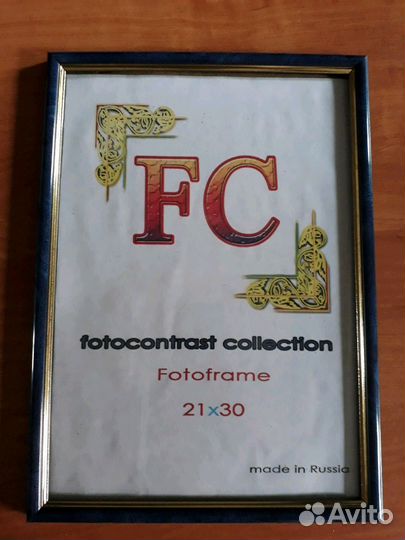 FC
fotocontrast collection
Fotoframe
21x30
made in Russia
Avito